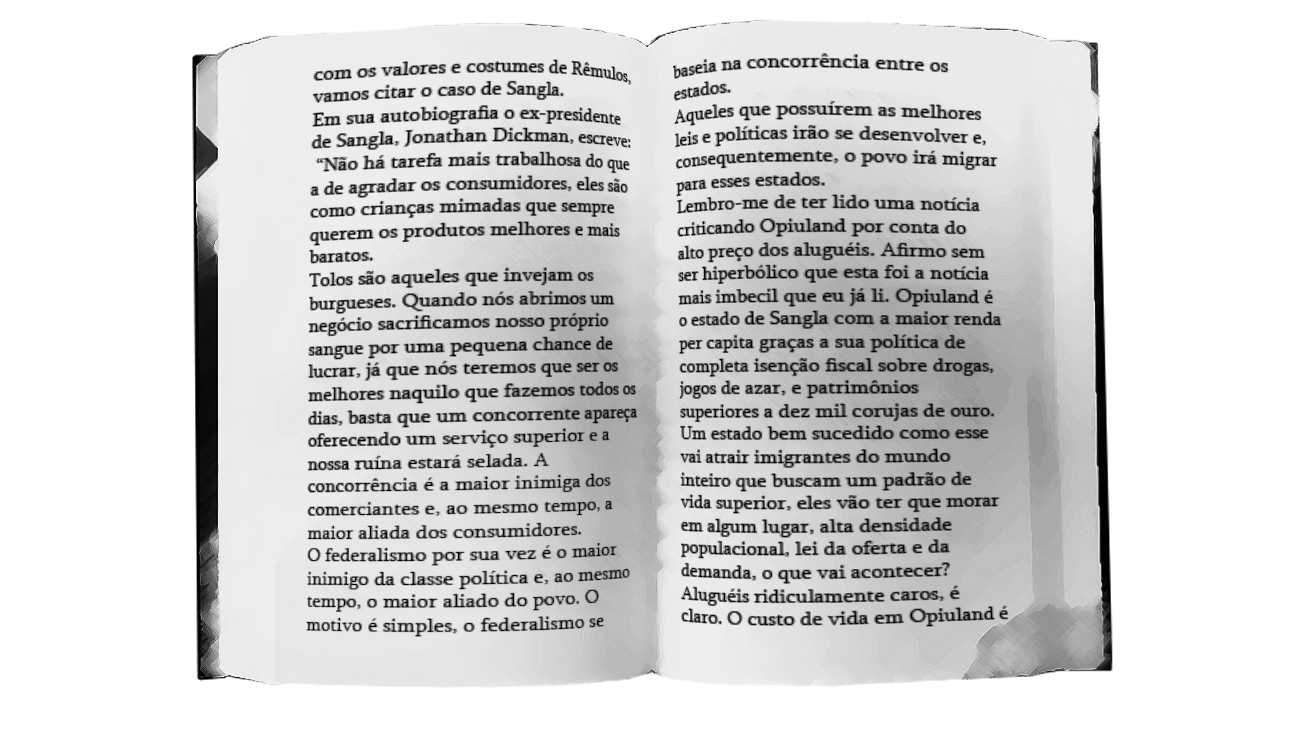 com os valores e costumes de Rêmulos,
vamos citar o caso de Sangla.
Em sua autobiografia o ex-presidente
de Sangla, Jonathan Dickman, escreve:
“Não há tarefa mais trabalhosa do que
a de agradar os consumidores, eles são
como crianças mimadas que sempre
querem os produtos melhores e mais
baratos.
Tolos são aqueles que invejam os
burgueses. Quando nós abrimos um
negócio sacrificamos nosso próprio
sangue por uma pequena chance de
lucrar, já que nós teremos que ser os
melhores naquilo que fazemos todos os
dias, basta que um concorrente apareça
oferecendo um serviço superior e a
nossa ruína estará selada. A
concorrência é a maior inimiga dos
comerciantes e, ao mesmo tempo, a
maior aliada dos consumidores.
O federalismo por sua vez é o maior
inimigo da classe política e, ao mesmo
tempo, o maior aliado do povo. O
motivo é simples, o federalismo se
baseia na concorrência entre os
estados.
Aqueles que possuírem as melhores
leis e políticas irão se desenvolver e,
consequentemente, o povo irá migrar
para esses estados.
Lembro-me de ter lido uma notícia
criticando Opiuland por conta do
alto preço dos aluguéis. Afirmo sem
ser hiperbólico que esta foi a notícia
mais imbecil que eu já li. Opiuland é
o estado de Sangla com a maior renda
per capita graças a sua política de
completa isenção fiscal sobre drogas,
jogos de azar, e patrimônios
superiores a dez mil corujas de ouro.
Um estado bem sucedido como esse
vai atrair imigrantes do mundo
inteiro que buscam um padrão de
vida superior, eles vão ter que morar
em algum lugar, alta densidade
populacional, lei da oferta e da
demanda, o que vai acontecer?
Aluguéis ridiculamente caros, é
claro. O custo de vida em Opiuland é